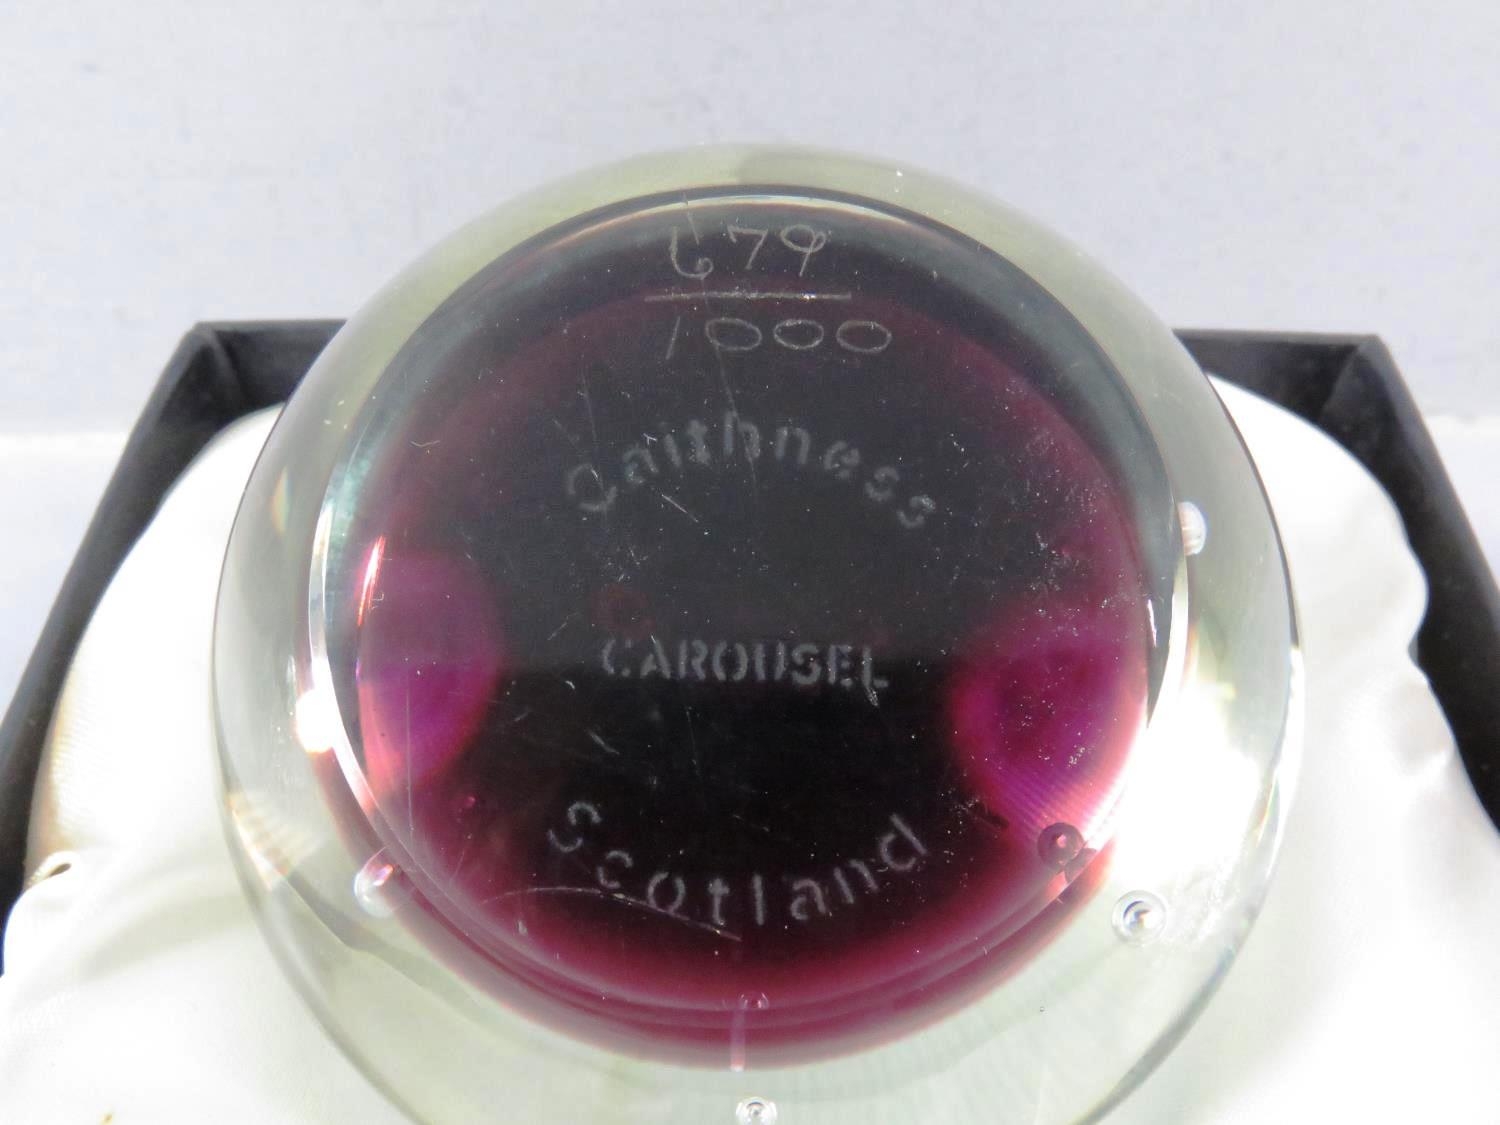 679
1000
Caithness
CAROUSEL
Scotland